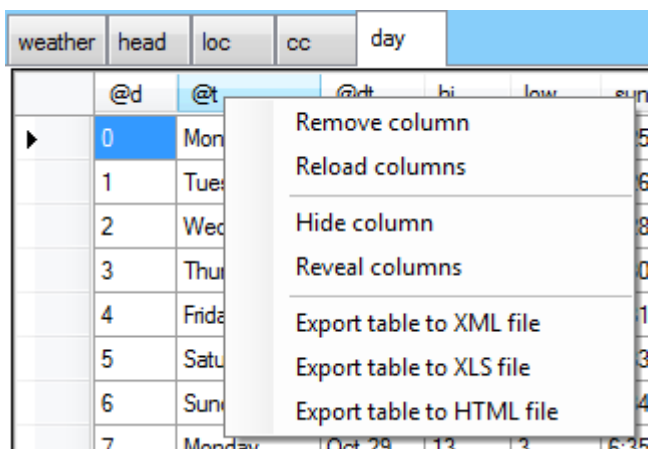 weather head loc cc day
@d @t @dt hi low sun
0 Mon
1 Tues
2 Wed
3 Thur
4 Frida
5 Satu
6 Sun
7 Monday Oct 29 13 3 6:35
Remove column
Reload columns
Hide column
Reveal columns
Export table to XML file
Export table to XLS file
Export table to HTML file